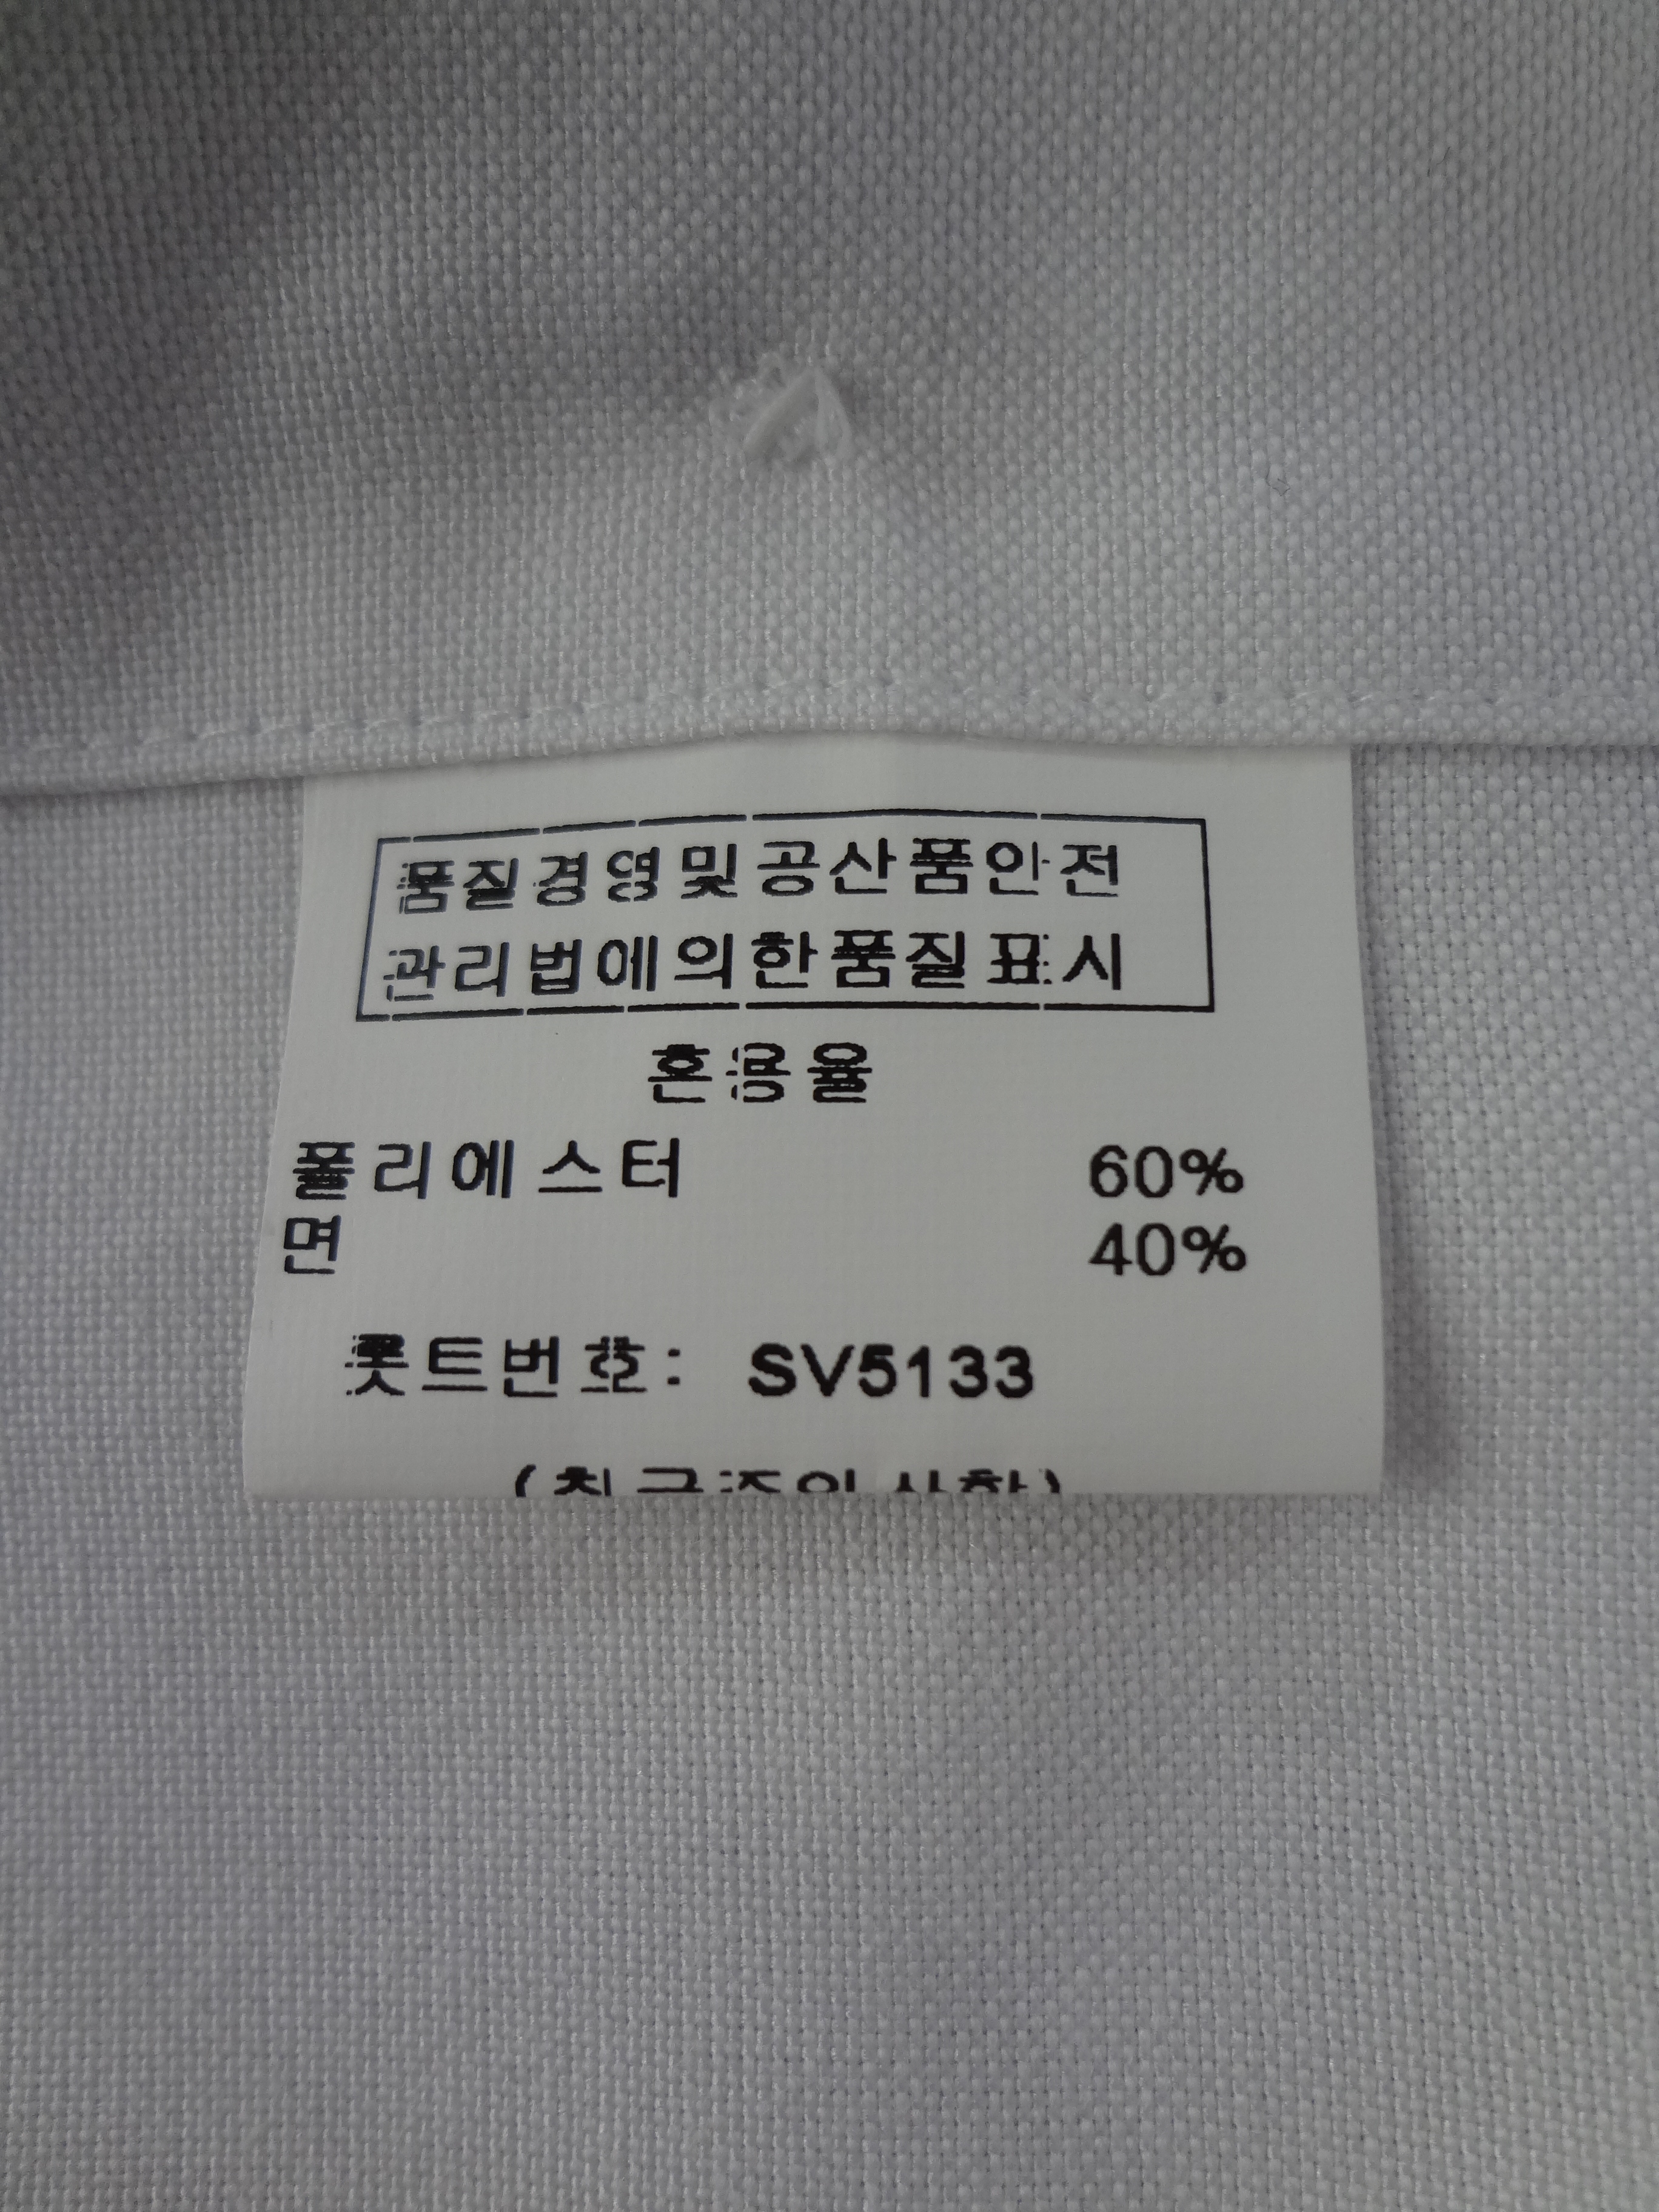 품질경영및공산품안전
관리법에의한품질표시
혼용율
폴리에스터 60%
면 40%
롯트번호: SV5133